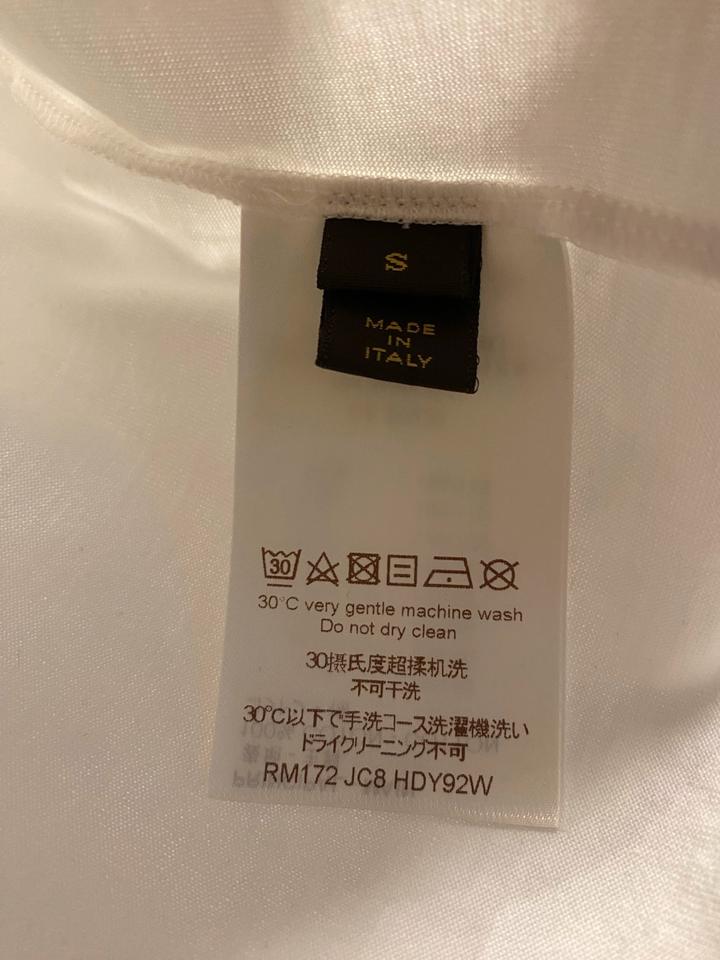 S
MADE
IN
ITALY
30
30°C very gentle machine wash
Do not dry clean
30摄氏度超揉机洗
不可干洗
30℃以下で手洗コース洗濯機洗い
ドライクリーニング不可
RM172 JC8 HDY92W